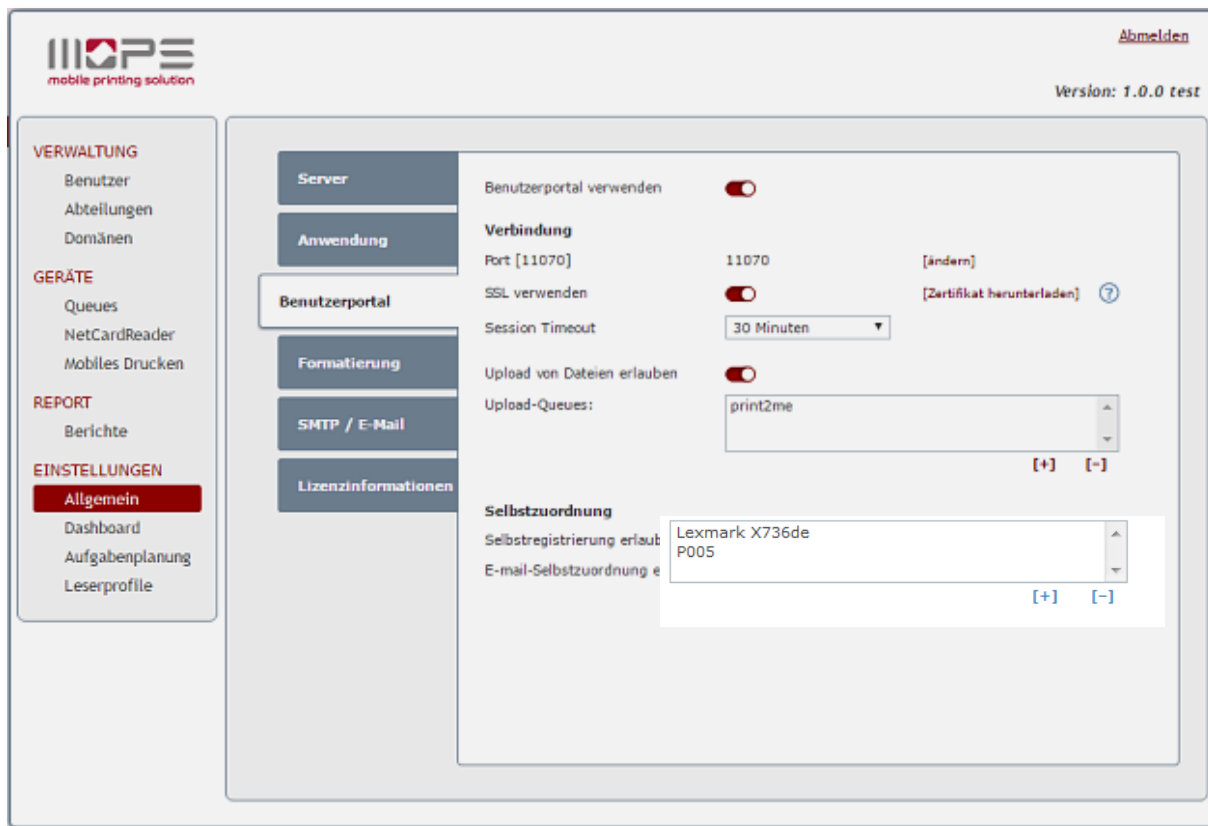 MOPS
mobile printing solution
Abmelden
Version: 1.0.0 test
VERWALTUNG
Benutzer
Abteilungen
Domänen
GERÄTE
Queues
NetCardReader
Mobiles Drucken
REPORT
Berichte
EINSTELLUNGEN
Allgemein
Dashboard
Aufgabenplanung
Leserprofile
Server
Anwendung
Benutzerportal
Formatierung
SMTP / E-Mail
Lizenzinformationen
Benutzerportal verwenden
Verbindung
Port [11070] 11070 [ändern]
SSL verwenden [Zertifikat herunterladen] ?
Session Timeout 30 Minuten
Upload von Dateien erlauben
Upload-Queues: print2me
[+] [-]
Selbstzuordnung
Selbstregistrierung erlaub
E-mail-Selbstzuordnung e
Lexmark X736de
P005
[+] [-]